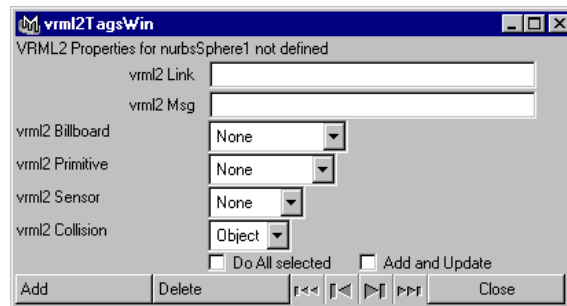 vrml2TagsWin
VRML2 Properties for nurbsSphere1 not defined
vrml2 Link
vrml2 Msg
vrml2 Billboard None
vrml2 Primitive None
vrml2 Sensor None
vrml2 Collision Object
Do All selected Add and Update
Add Delete Close